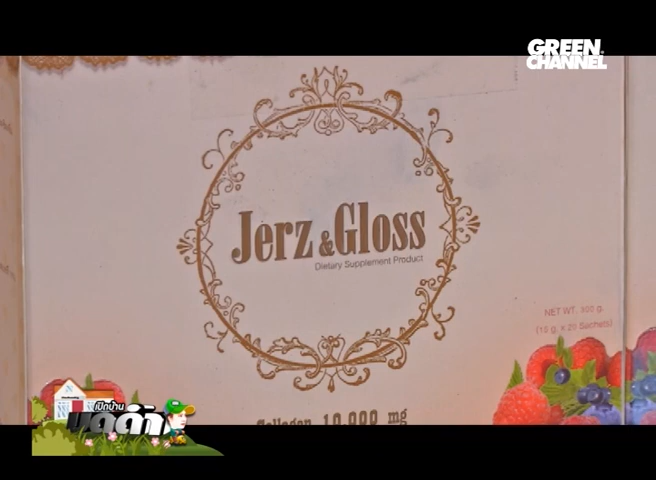 GREEN
CHANNEL
Jerz &Gloss
Dietary Supplement Product
NET WT. 300 g.
(15 g. X 20 Sachets)
Collagen 10,000 mg
เปิดบ้าน